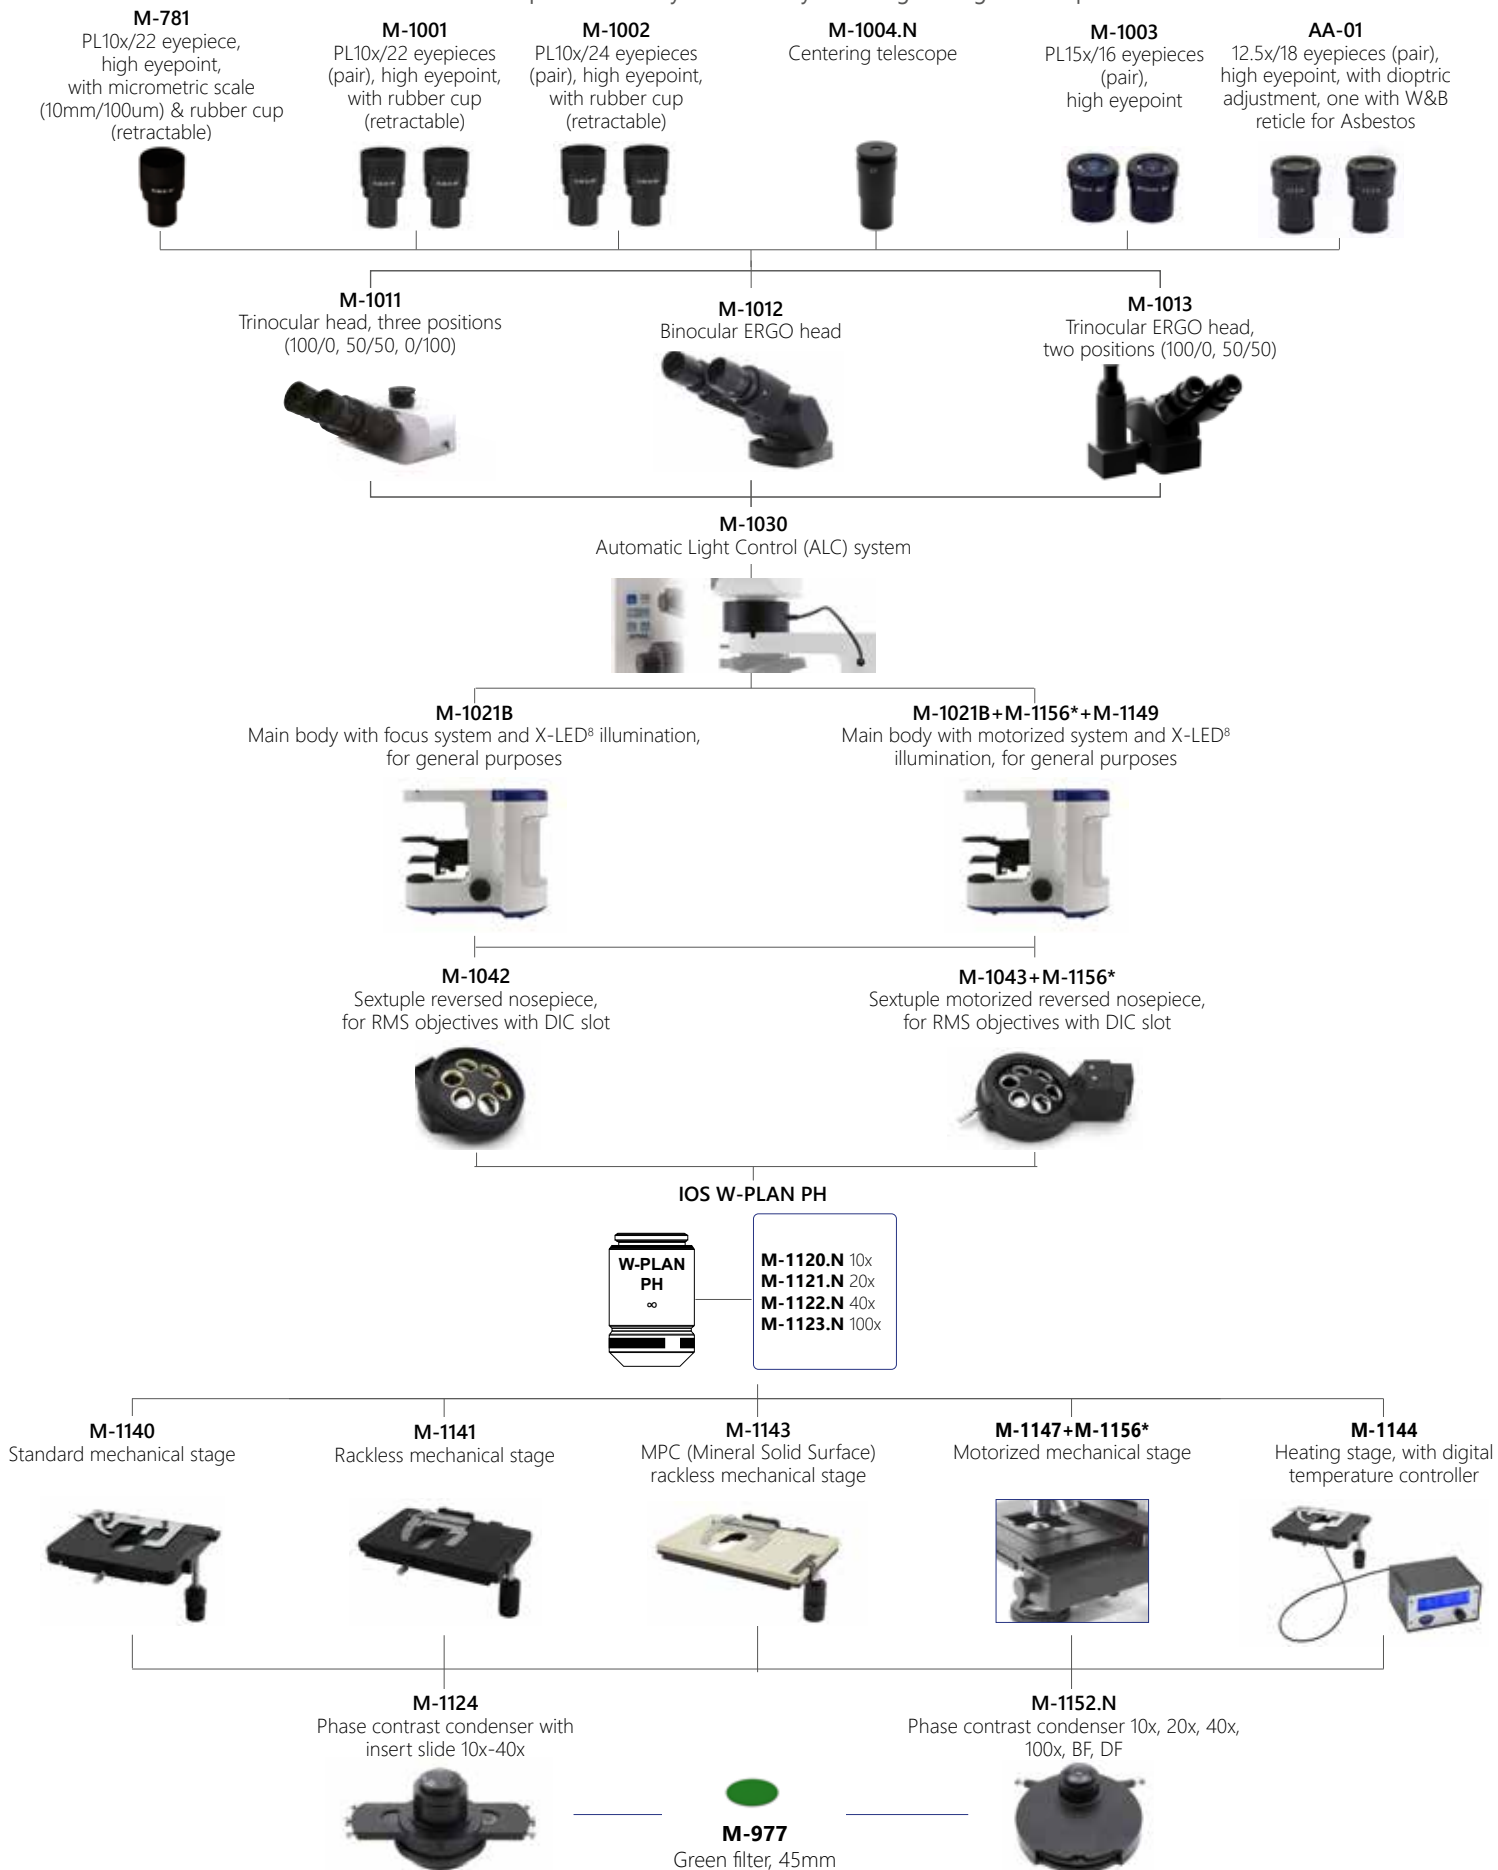 M-781
PL10x/22 eyepiece,
high eyepoint,
with micrometric scale
(10mm/100um) & rubber cup
(retractable)
M-1001
PL10x/22 eyepieces
(pair), high eyepoint,
with rubber cup
(retractable)
M-1002
PL10x/24 eyepieces
(pair), high eyepoint,
with rubber cup
(retractable)
M-1004.N
Centering telescope
M-1003
PL15x/16 eyepieces
(pair),
high eyepoint
AA-01
12.5x/18 eyepieces (pair),
high eyepoint, with dioptric
adjustment, one with W&B
reticle for Asbestos
M-1011
Trinocular head, three positions
(100/0, 50/50, 0/100)
M-1012
Binocular ERGO head
M-1013
Trinocular ERGO head,
two positions (100/0, 50/50)
M-1030
Automatic Light Control (ALC) system
M-1021B
Main body with focus system and X-LED⁸ illumination,
for general purposes
M-1021B+M-1156*+M-1149
Main body with motorized system and X-LED⁸
illumination, for general purposes
M-1042
Sextuple reversed nosepiece,
for RMS objectives with DIC slot
M-1043+M-1156*
Sextuple motorized reversed nosepiece,
for RMS objectives with DIC slot
IOS W-PLAN PH
W-PLAN
PH
∞
M-1120.N 10x
M-1121.N 20x
M-1122.N 40x
M-1123.N 100x
M-1140
Standard mechanical stage
M-1141
Rackless mechanical stage
M-1143
MPC (Mineral Solid Surface)
rackless mechanical stage
M-1147+M-1156*
Motorized mechanical stage
M-1144
Heating stage, with digital
temperature controller
M-1124
Phase contrast condenser with
insert slide 10x-40x
M-1152.N
Phase contrast condenser 10x, 20x, 40x,
100x, BF, DF
M-977
Green filter, 45mm